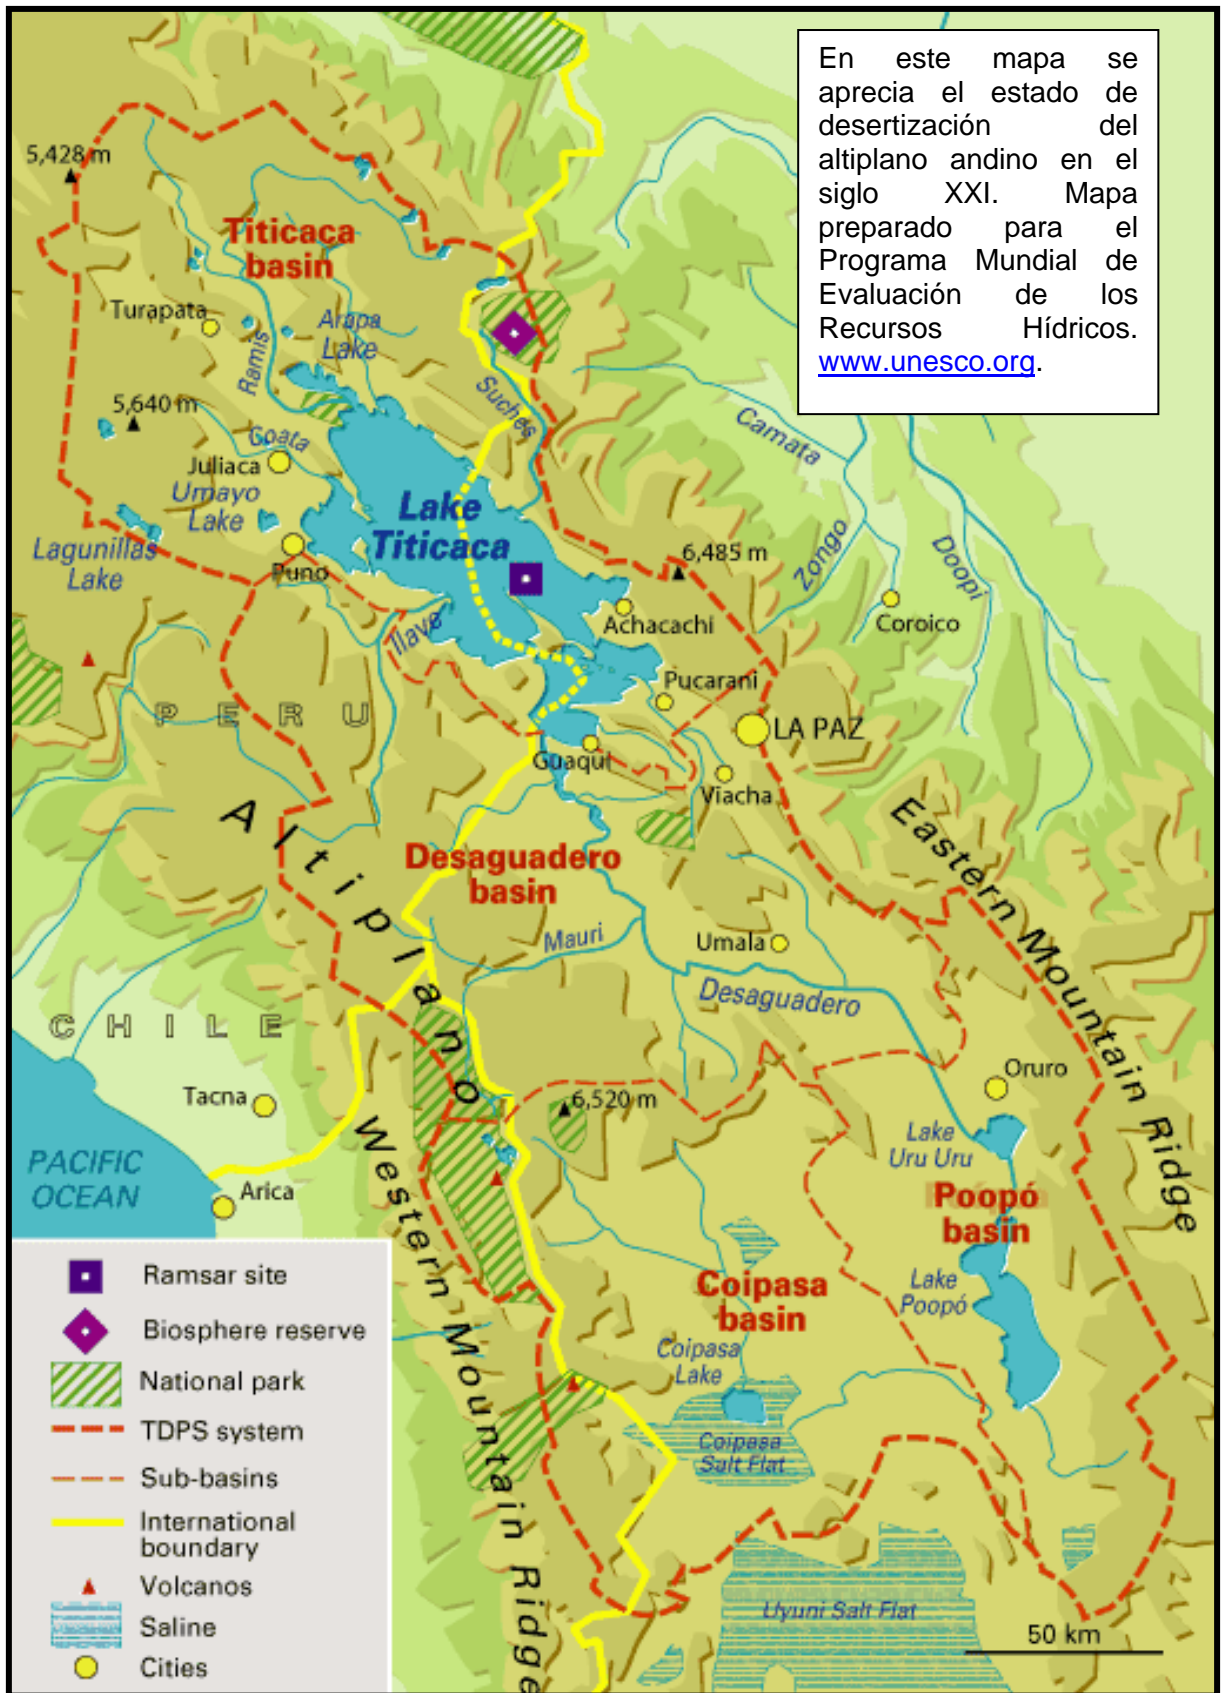 En este mapa se
aprecia el estado de
desertización del
altiplano andino en el
siglo XXI. Mapa
preparado para el
Programa Mundial de
Evaluación de los
Recursos Hídricos.
www.unesco.org.
5,428 m
Titicaca
basin
Turapata
Ramis
Arapa
Lake
Suches
5,640 m
Coata
Juliaca
Umayo
Lake
Lagunillas
Lake
Puno
Lake
Titicaca
Ilave
Camata
Zongo
Doopi
6,485 m
Coroico
Achacachi
Pucarani
LA PAZ
Guaqui
Viacha
PERU
Altiplano
Desaguadero
basin
Mauri
Umala
Desaguadero
Eastern Mountain Ridge
CHILE
Tacna
Arica
PACIFIC
OCEAN
6,520 m
Western Mountain Ridge
Oruro
Lake
Uru Uru
Poopó
basin
Lake
Poopó
Coipasa
basin
Coipasa
Lake
Coipasa
Salt Flat
Uyuni Salt Flat
50 km
Ramsar site
Biosphere reserve
National park
TDPS system
Sub-basins
International
boundary
Volcanos
Saline
Cities